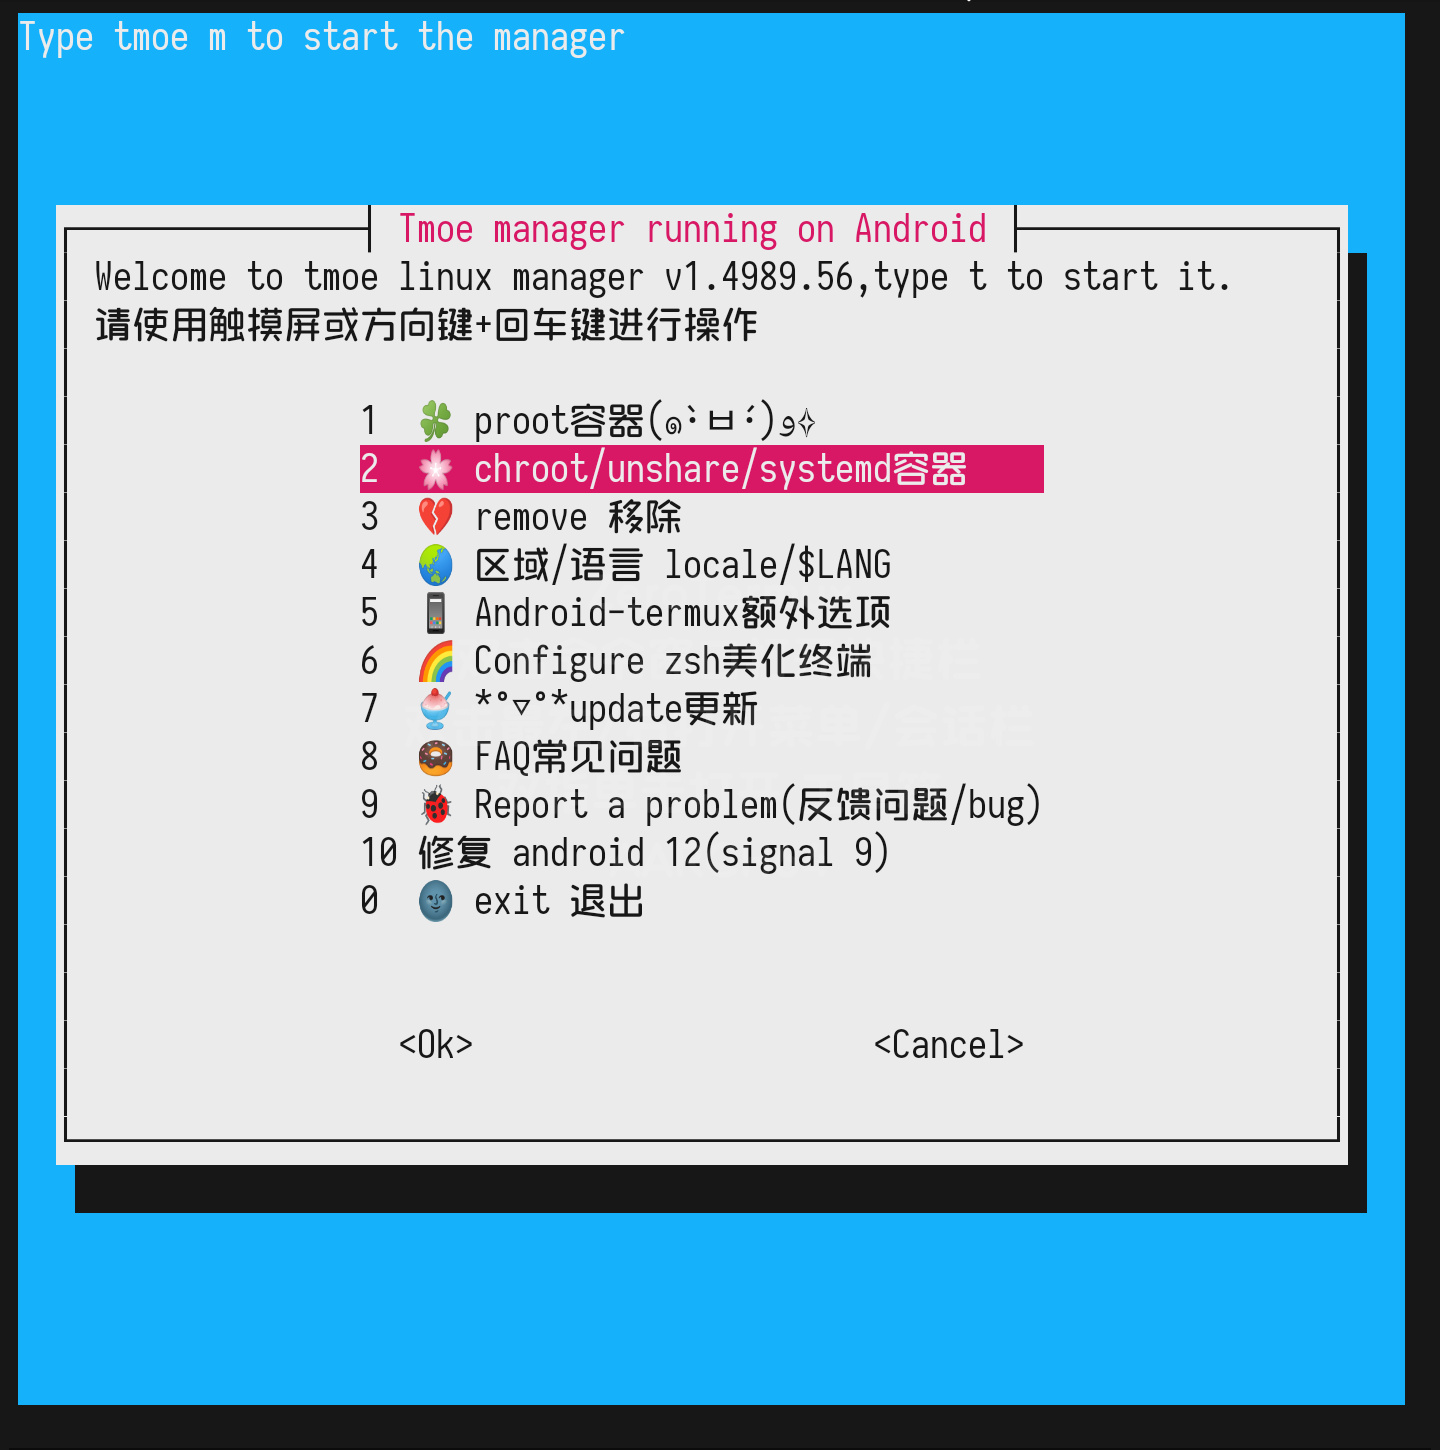 Type tmoe m to start the manager
Tmoe manager running on Android
Welcome to tmoe linux manager v1.4989.56,type t to start it.
请使用触摸屏或方向键+回车键进行操作
1 🍀 proot容器(๑•̀ㅂ•́)و✧
2 🌸 chroot/unshare/systemd容器
3 💔 remove 移除
4 🌏 区域/语言 locale/$LANG
5 📱 Android-termux额外选项
6 🌈 Configure zsh美化终端
7 🍧 *°▽°*update更新
8 🍩 FAQ常见问题
9 🐞 Report a problem(反馈问题/bug)
10 修复 android 12(signal 9)
0 🌚 exit 退出
<Ok> <Cancel>